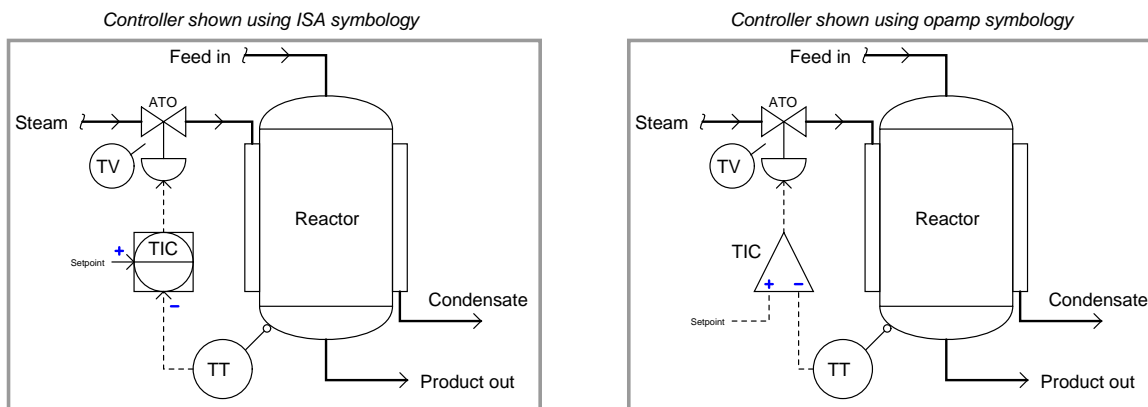 Controller shown using ISA symbology
Feed in
ATO
Steam
TV
Reactor
+
TIC
Setpoint
−
Condensate
TT
Product out
Controller shown using opamp symbology
Feed in
ATO
Steam
TV
Reactor
TIC
+ −
Setpoint
Condensate
TT
Product out